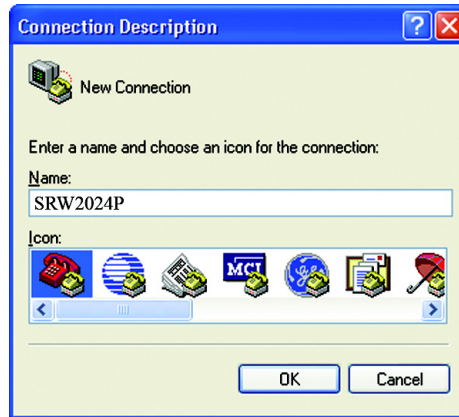 Connection Description
New Connection
Enter a name and choose an icon for the connection:
Name:
SRW2024P
Icon:
MCI
OK
Cancel